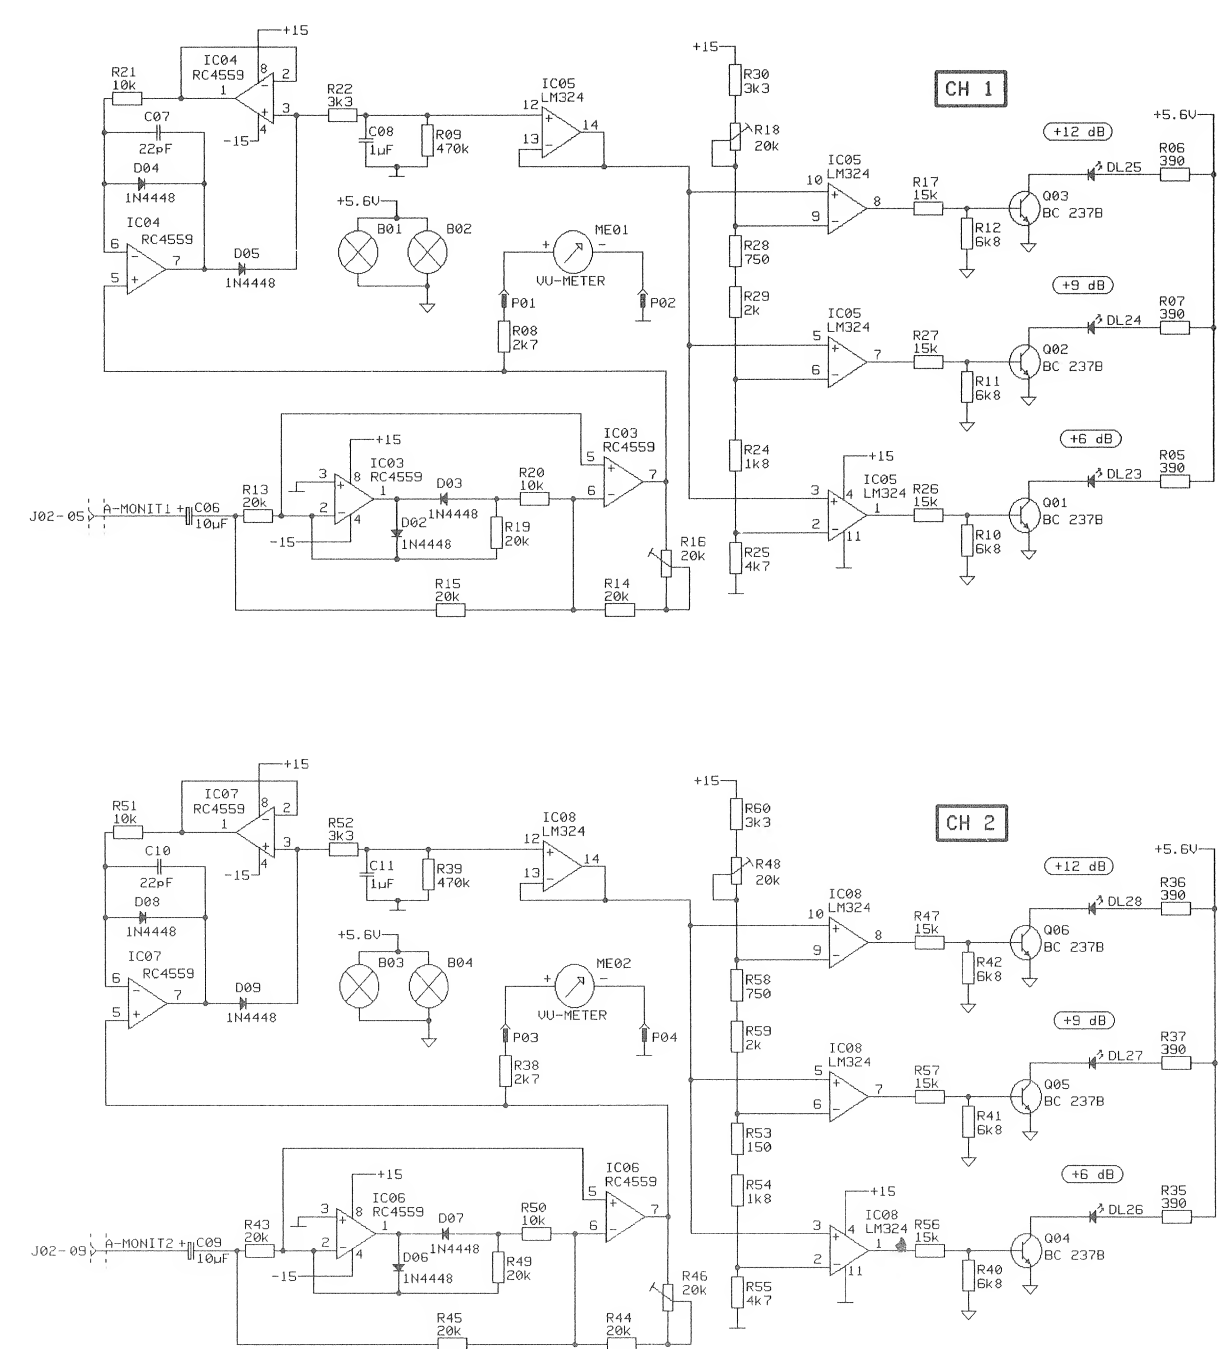 +15
IC04
RC4559
8
2
1
3
4
-15
R21
10k
C07
22pF
D04
1N4448
IC04
RC4559
6
5
7
D05
1N4448
R22
3k3
C08
1µF
R09
470k
IC05
LM324
12
13
14
+5.6V
B01
B02
ME01
+
−
VU-METER
P01
P02
R08
2k7
+15
R30
3k3
R18
20k
R28
750
R29
2k
R24
1k8
R25
4k7
CH 1
IC05
LM324
10
9
8
R17
15k
R12
6k8
Q03
BC 237B
+12 dB
DL25
R06
390
+5.6V
IC05
LM324
5
6
7
R27
15k
R11
6k8
Q02
BC 237B
+9 dB
DL24
R07
390
+15
IC05
LM324
3
2
4
1
11
R26
15k
R10
6k8
Q01
BC 237B
+6 dB
DL23
R05
390
J02-05
A-MONIT1
+
C06
10µF
R13
20k
+15
IC03
RC4559
3
2
8
1
4
-15
D03
1N4448
D02
1N4448
R19
20k
R20
10k
IC03
RC4559
5
6
7
R16
20k
R15
20k
R14
20k
+15
IC07
RC4559
8
2
1
3
4
-15
R51
10k
C10
22pF
D08
1N4448
IC07
RC4559
6
5
7
D09
1N4448
R52
3k3
C11
1µF
R39
470k
IC08
LM324
12
13
14
+5.6V
B03
B04
ME02
+
−
VU-METER
P03
P04
R38
2k7
+15
R60
3k3
R48
20k
R58
750
R59
2k
R53
150
R54
1k8
R55
4k7
CH 2
IC08
LM324
10
9
8
R47
15k
R42
6k8
Q06
BC 237B
+12 dB
DL28
R36
390
+5.6V
IC08
LM324
5
6
7
R57
15k
R41
6k8
Q05
BC 237B
+9 dB
DL27
R37
390
+15
IC08
LM324
3
2
4
1
11
R56
15k
R40
6k8
Q04
BC 237B
+6 dB
DL26
R35
390
J02-09
A-MONIT2
+
C09
10µF
R43
20k
+15
IC06
RC4559
3
2
8
1
4
-15
D07
1N4448
D06
1N4448
R49
20k
R50
10k
IC06
RC4559
5
6
7
R46
20k
R45
20k
R44
20k